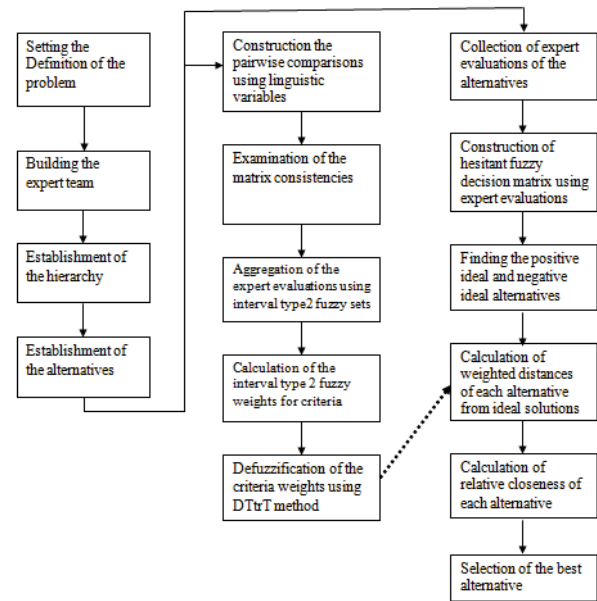 Setting the
Definition of the
problem
Building the
expert team
Establishment of
the hierarchy
Establishment of
the alternatives
Construction the
pairwise comparisons
using linguistic
variables
Examination of the
matrix consistencies
Aggregation of the
expert evaluations using
interval type2 fuzzy sets
Calculation of the
interval type 2 fuzzy
weights for criteria
Defuzzification of the
criteria weights using
DTtrT method
Collection of expert
evaluations of the
alternatives
Construction of
hesitant fuzzy
decision matrix using
expert evaluations
Finding the positive
ideal and negative
ideal alternatives
Calculation of
weighted distances
of each alternative
from ideal solutions
Calculation of
relative closeness of
each alternative
Selection of the best
alternative